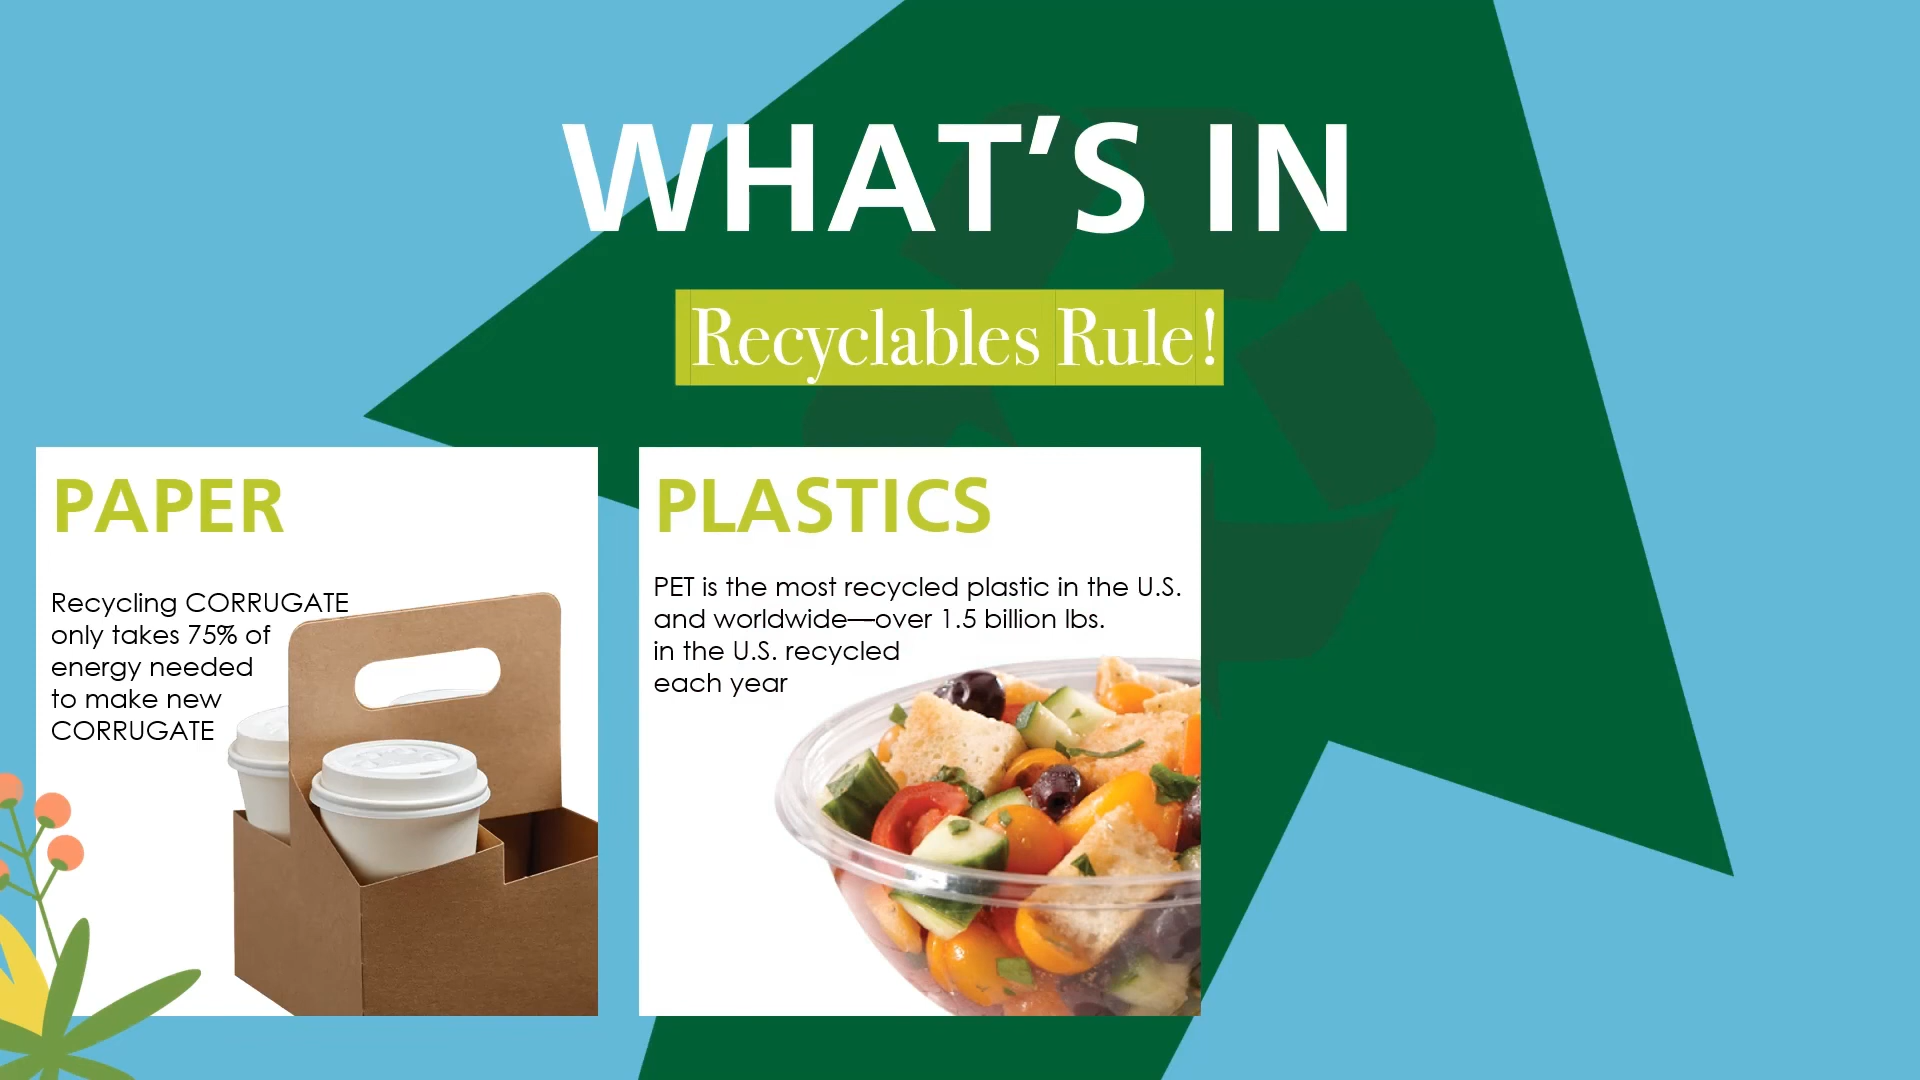 WHAT'S IN
Recyclables Rule!
PAPER
Recycling CORRUGATE
only takes 75% of
energy needed
to make new
CORRUGATE
PLASTICS
PET is the most recycled plastic in the U.S.
and worldwide—over 1.5 billion lbs.
in the U.S. recycled
each year